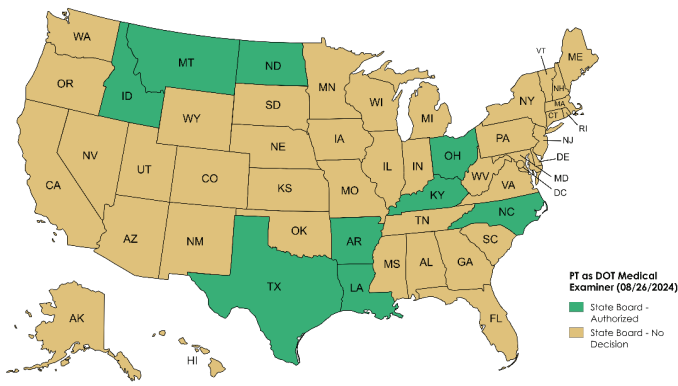 WA
OR
CA
NV
ID
MT
WY
UT
CO
AZ
NM
ND
SD
NE
KS
OK
TX
MN
IA
MO
AR
LA
WI
IL
MI
IN
OH
KY
TN
MS
AL
GA
FL
SC
NC
VA
WV
PA
NY
VT
NH
ME
MA
CT
RI
NJ
DE
MD
DC
AK
HI
PT as DOT Medical
Examiner (08/26/2024)
State Board -
Authorized
State Board - No
Decision